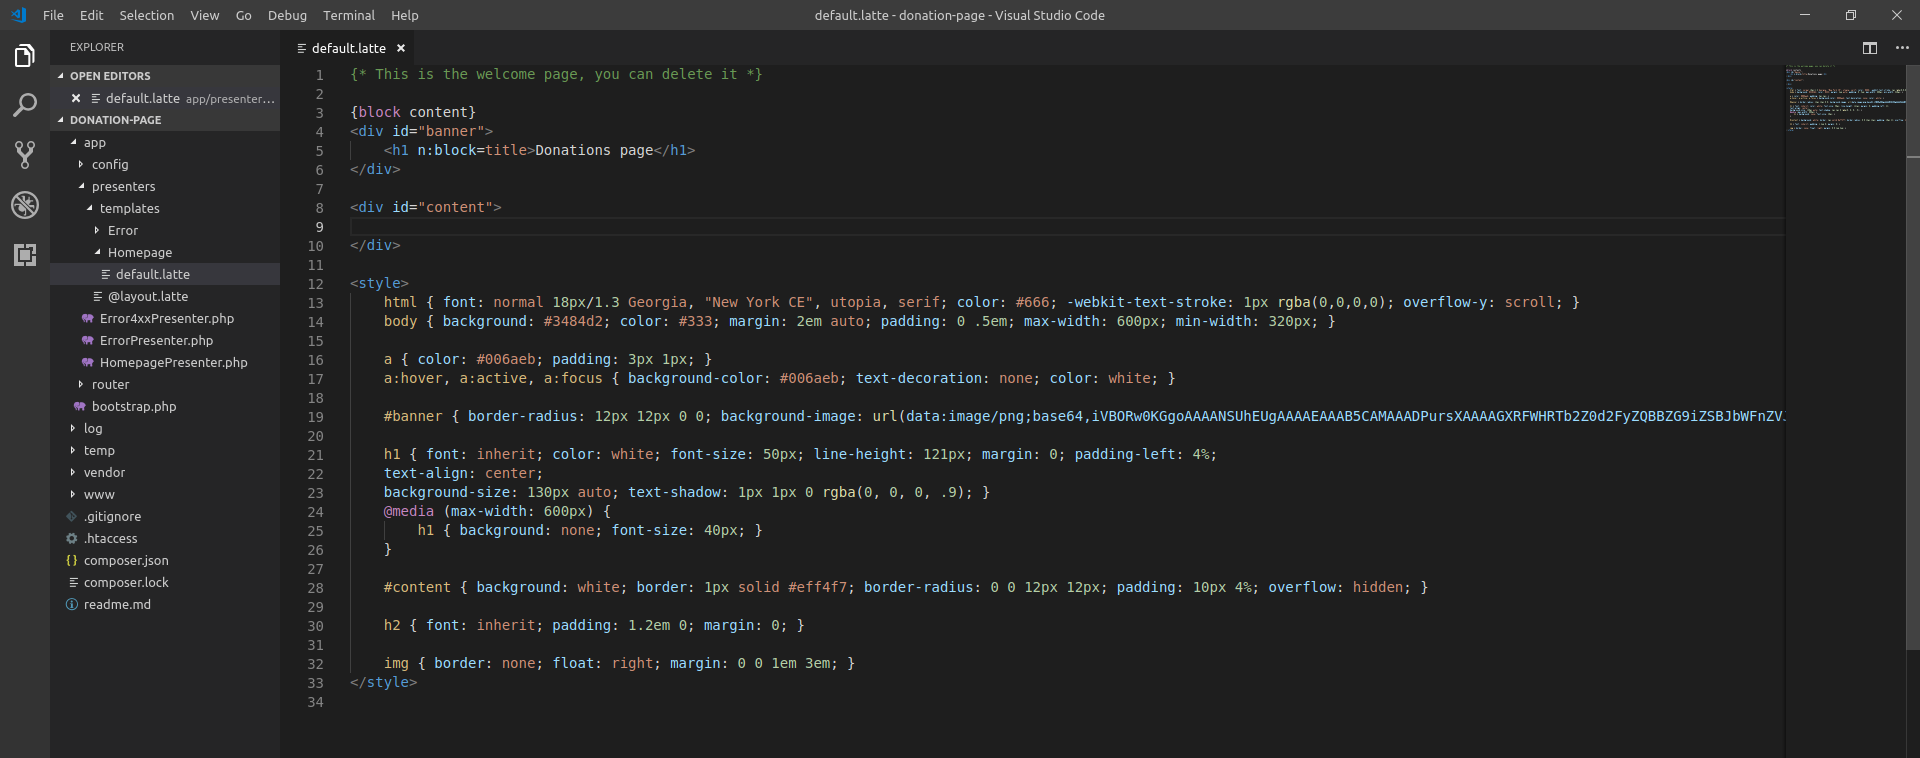 File Edit Selection View Go Debug Terminal Help
default.latte - donation-page - Visual Studio Code
EXPLORER
OPEN EDITORS
default.latte app/presenter...
DONATION-PAGE
app
config
presenters
templates
Error
Homepage
default.latte
@layout.latte
Error4xxPresenter.php
ErrorPresenter.php
HomepagePresenter.php
router
bootstrap.php
log
temp
vendor
www
.gitignore
.htaccess
composer.json
composer.lock
readme.md
default.latte
1 {* This is the welcome page, you can delete it *}
2
3 {block content}
4 <div id="banner">
5 <h1 n:block=title>Donations page</h1>
6 </div>
7
8 <div id="content">
9
10 </div>
11
12 <style>
13 html { font: normal 18px/1.3 Georgia, "New York CE", utopia, serif; color: #666; -webkit-text-stroke: 1px rgba(0,0,0,0); overflow-y: scroll; }
14 body { background: #3484d2; color: #333; margin: 2em auto; padding: 0 .5em; max-width: 600px; min-width: 320px; }
15
16 a { color: #006aeb; padding: 3px 1px; }
17 a:hover, a:active, a:focus { background-color: #006aeb; text-decoration: none; color: white; }
18
19 #banner { border-radius: 12px 12px 0 0; background-image: url(data:image/png;base64,iVBORw0KGgoAAAANSUhEUgAAAAEAAAB5CAMAAADPursXAAAAGXRFWHRTb2Z0d2FyZQBBZG9iZSBJbWFnZV
20
21 h1 { font: inherit; color: white; font-size: 50px; line-height: 121px; margin: 0; padding-left: 4%;
22 text-align: center;
23 background-size: 130px auto; text-shadow: 1px 1px 0 rgba(0, 0, 0, .9); }
24 @media (max-width: 600px) {
25 h1 { background: none; font-size: 40px; }
26 }
27
28 #content { background: white; border: 1px solid #eff4f7; border-radius: 0 0 12px 12px; padding: 10px 4%; overflow: hidden; }
29
30 h2 { font: inherit; padding: 1.2em 0; margin: 0; }
31
32 img { border: none; float: right; margin: 0 0 1em 3em; }
33 </style>
34